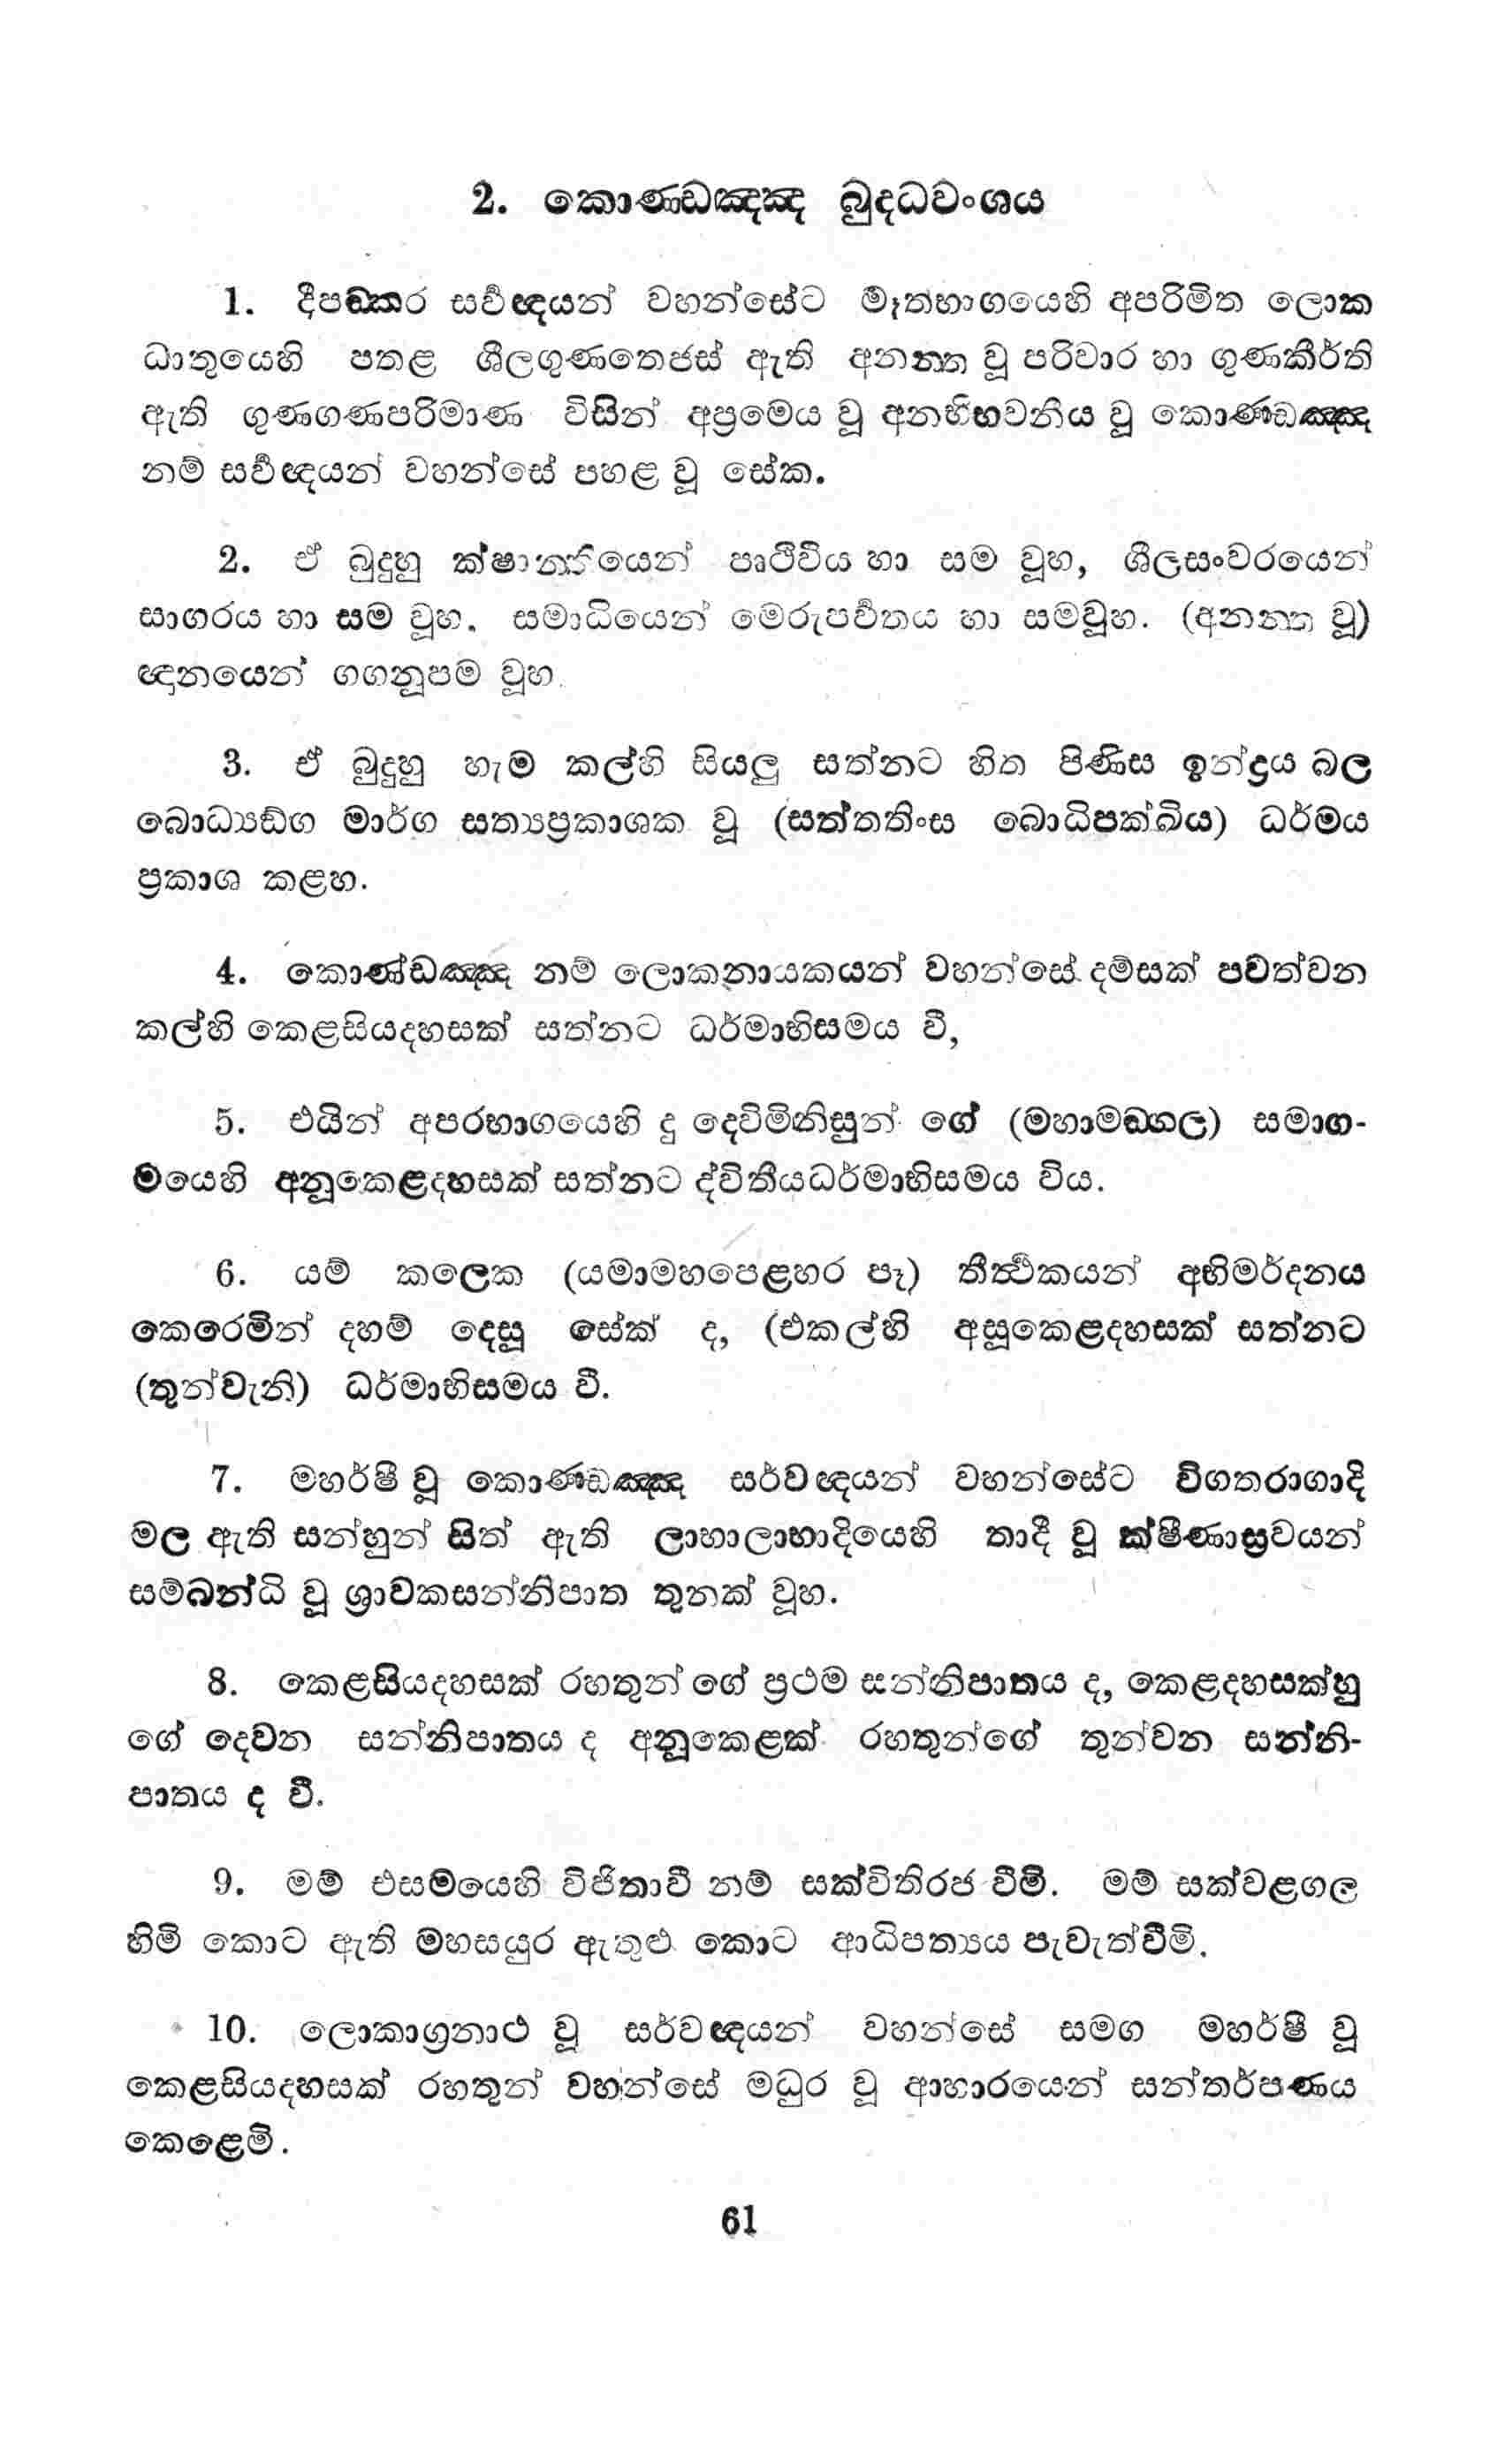 2. කොණ්ඩඤ්ඤ බුද්ධවංශය
1. දීපඞ්කර සර්වඥයන් වහන්සේට මෑතභාගයෙහි අපරිමිත ලොක
ධාතුයෙහි පතළ ශීලගුණතෙජස් ඇති අනන්ත වූ පරිවාර හා ගුණකීර්ති
ඇති ගුණගණපරිමාණ විසින් අප්‍රමෙය වූ අනභිභවනීය වූ කොණ්ඩඤ්ඤ
නම් සර්වඥයන් වහන්සේ පහළ වූ සේක.
2. ඒ බුදුහු ක්ෂාන්තියෙන් පෘථිවිය හා සම වූහ, ශීලසංවරයෙන්
සාගරය හා සම වූහ. සමාධියෙන් මෙරුපර්වතය හා සමවූහ. (අනන්ත වූ)
ඥානයෙන් ගගනූපම වූහ.
3. ඒ බුදුහු හැම කල්හි සියලු සත්නට හිත පිණිස ඉන්ද්‍රය බල
බොධ්‍යඞ්ග මාර්ග සත්‍යප්‍රකාශක වූ (සත්තතිංස බොධිපක්ඛිය) ධර්මය
ප්‍රකාශ කළහ.
4. කොණ්ඩඤ්ඤ නම් ලොකනායකයන් වහන්සේ දම්සක් පවත්වන
කල්හි කෙළසියදහසක් සත්නට ධර්මාභිසමය වී,
5. එයින් අපරභාගයෙහි දු දෙවිමිනිසුන් ගේ (මහාමඞ්ගල) සමාග-
මයෙහි අනූකෙළදහසක් සත්නට ද්විතීයධර්මාභිසමය විය.
6. යම් කලෙක (යමාමහපෙළහර පෑ) තීර්ත්‍ථකයන් අභිමර්දනය
කෙරෙමින් දහම් දෙසූ සේක් ද, (එකල්හි අසූකෙළදහසක් සත්නට
(තුන්වැනි) ධර්මාභිසමය වී.
7. මහර්ෂී වූ කොණ්ඩඤ්ඤ සර්වඥයන් වහන්සේට විගතරාගාදි
මල ඇති සන්හුන් සිත් ඇති ලාභාලාභාදියෙහි තාදී වූ ක්ෂීණාස්‍රවයන්
සම්බන්ධි වූ ශ්‍රාවකසන්නිපාත තුනක් වූහ.
8. කෙළසියදහසක් රහතුන් ගේ ප්‍රථම සන්නිපාතය ද, කෙළදහසක්හු
ගේ දෙවන සන්නිපාතය ද අනූකෙළක් රහතුන්ගේ තුන්වන සන්නි-
පාතය ද වී.
9. මම් එසමයෙහි විජිතාවී නම් සක්විතිරජ වීමි. මම් සක්වළගල
හිමි කොට ඇති මහසයුර ඇතුළු කොට ආධිපත්‍යය පැවැත්වීමි.
10. ලොකාග්‍රනාථ වූ සර්වඥයන් වහන්සේ සමග මහර්ෂි වූ
කෙළසියදහසක් රහතුන් වහන්සේ මධුර වූ ආහාරයෙන් සන්තර්පණය
කෙළෙමි.
61